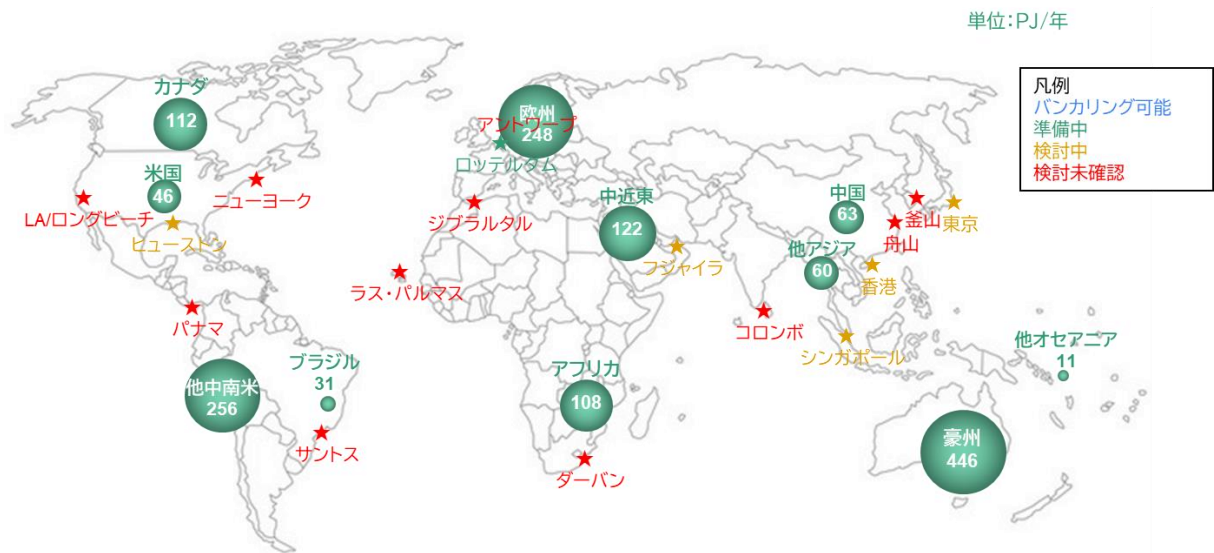 単位：PJ/年
凡例
バンカリング可能
準備中
検討中
検討未確認
カナダ
112
欧州
アントワープ
248
ロッテルダム
米国
46
ニューヨーク
LA/ロングビーチ
ヒューストン
ジブラルタル
中近東
122
中国
63
釜山
東京
舟山
他アジア
60
フジャイラ
香港
ラス・パルマス
コロンボ
パナマ
シンガポール
他オセアニア
11
ブラジル
31
他中南米
256
アフリカ
108
サントス
ダーバン
豪州
446